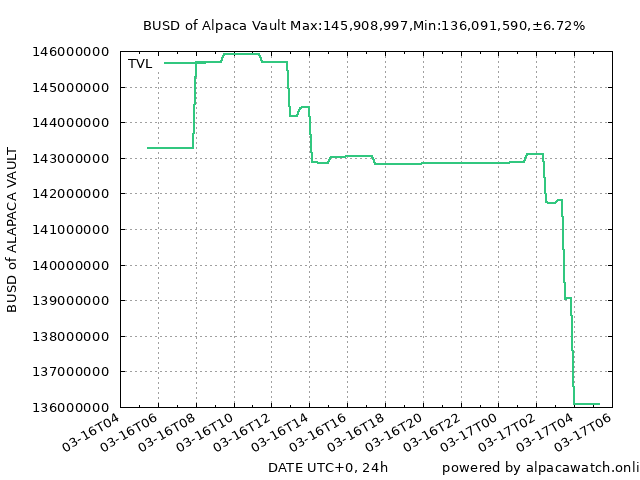 BUSD of Alpaca Vault Max:145,908,997,Min:136,091,590,±6.72%
TVL
146000000
145000000
144000000
143000000
142000000
141000000
140000000
139000000
138000000
137000000
136000000
BUSD of ALAPACA VAULT
03-16T04
03-16T06
03-16T08
03-16T10
03-16T12
03-16T14
03-16T16
03-16T18
03-16T20
03-16T22
03-17T00
03-17T02
03-17T04
03-17T06
DATE UTC+0, 24h
powered by alpacawatch.onli